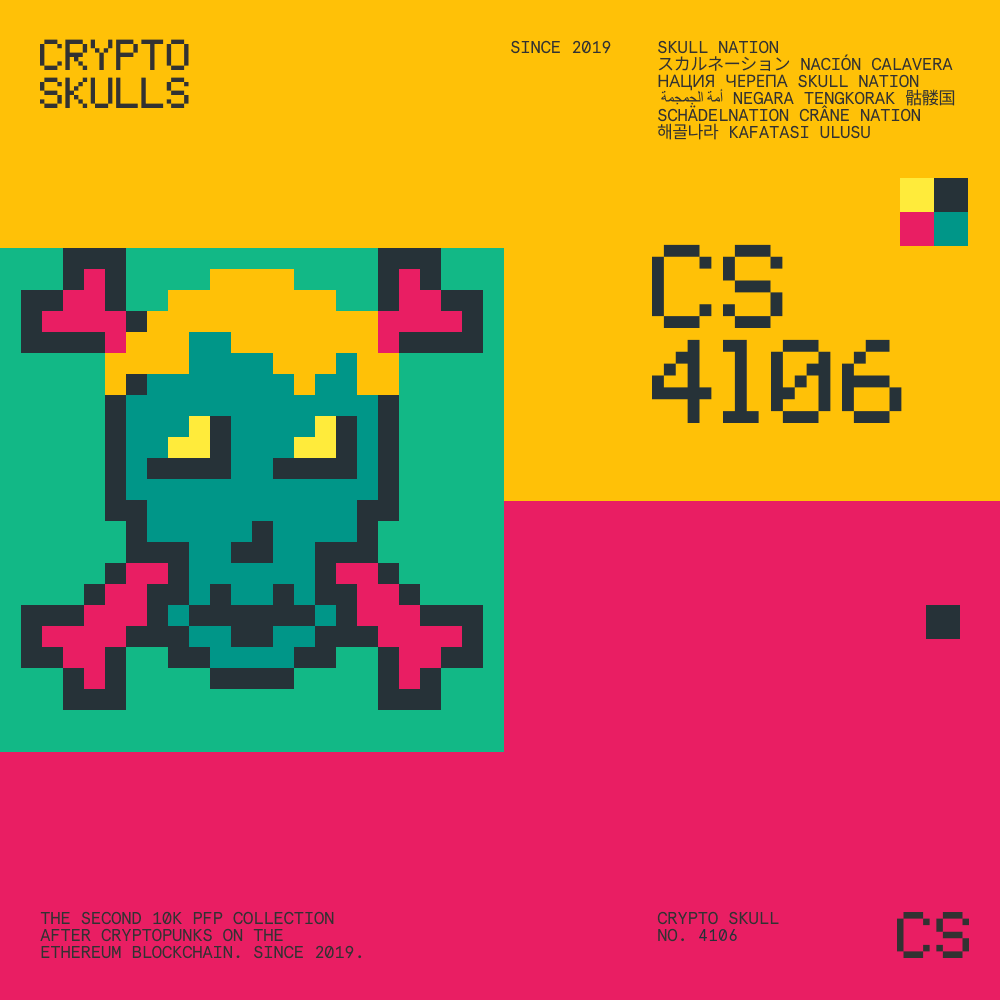 CRYPTO
SKULLS
SINCE 2019
SKULL NATION
スカルネーション NACIÓN CALAVERA
НАЦИЯ ЧЕРЕПА SKULL NATION
أمة الجمجمة NEGARA TENGKORAK 骷髅国
SCHÄDELNATION CRÂNE NATION
해골나라 KAFATASI ULUSU
CS
4106
THE SECOND 10K PFP COLLECTION
AFTER CRYPTOPUNKS ON THE
ETHEREUM BLOCKCHAIN. SINCE 2019.
CRYPTO SKULL
NO. 4106
CS